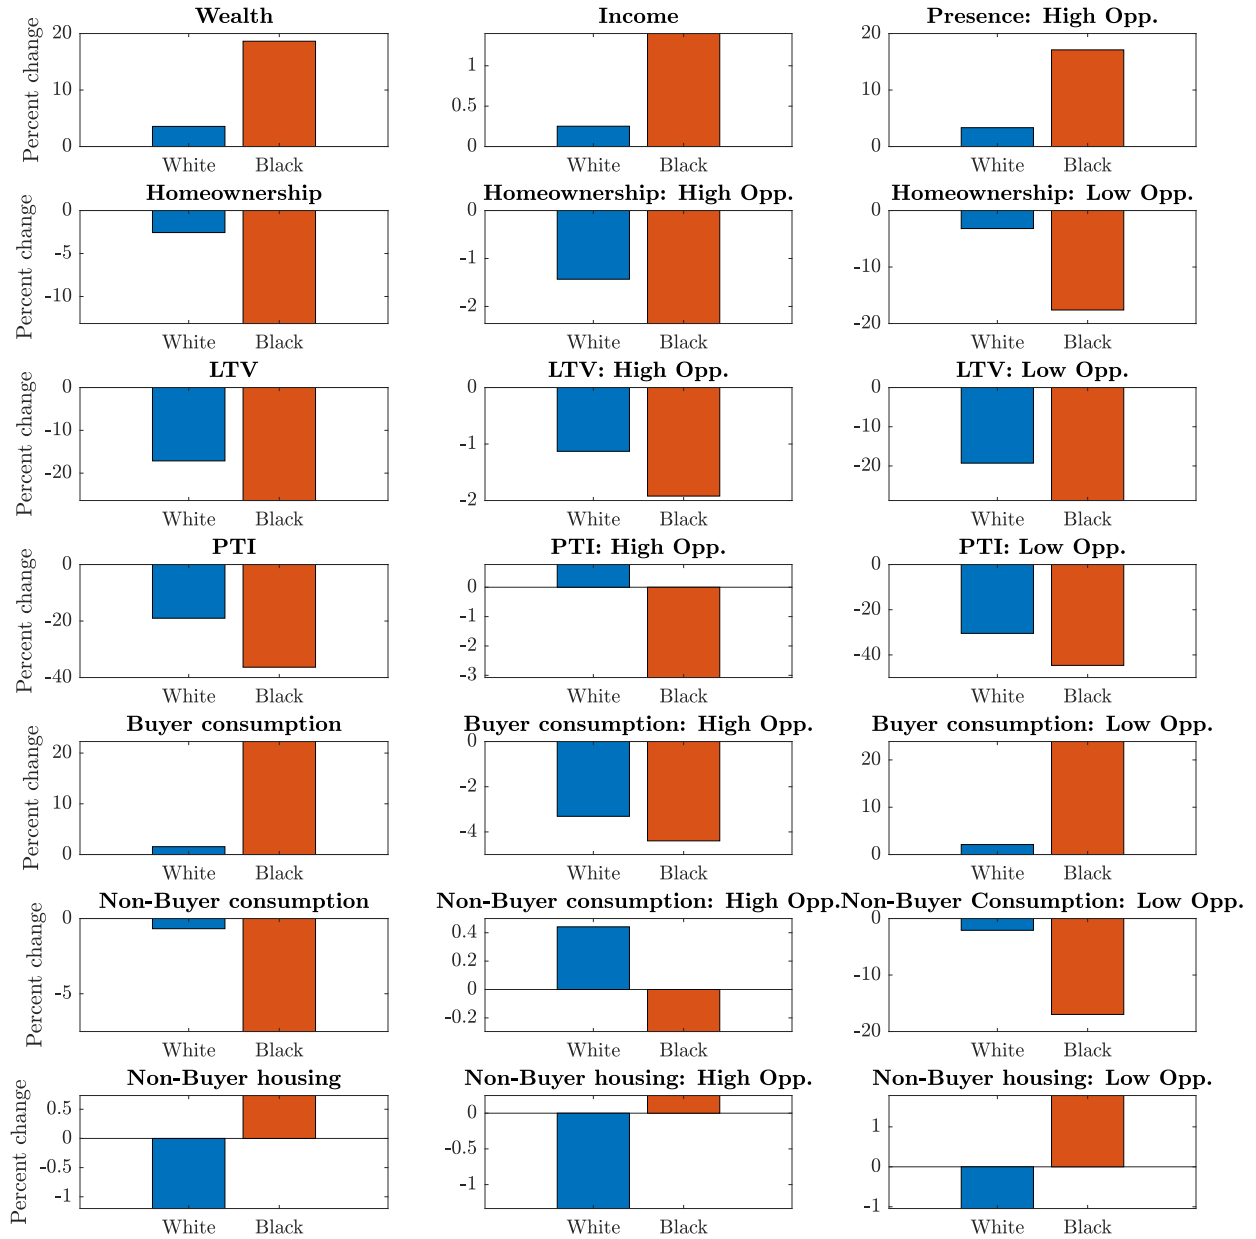 Wealth
Income
Presence: High Opp.
Percent change
20
10
0
White Black
1
0.5
0
White Black
20
10
0
White Black
Homeownership
Homeownership: High Opp.
Homeownership: Low Opp.
Percent change
0
-5
-10
White Black
0
-1
-2
White Black
0
-10
-20
White Black
LTV
LTV: High Opp.
LTV: Low Opp.
Percent change
0
-10
-20
White Black
0
-1
-2
White Black
0
-10
-20
White Black
PTI
PTI: High Opp.
PTI: Low Opp.
Percent change
0
-20
-40
White Black
0
-1
-2
-3
White Black
0
-20
-40
White Black
Buyer consumption
Buyer consumption: High Opp.
Buyer consumption: Low Opp.
Percent change
20
10
0
White Black
0
-2
-4
White Black
20
10
0
White Black
Non-Buyer consumption
Non-Buyer consumption: High Opp.
Non-Buyer Consumption: Low Opp.
Percent change
0
-5
White Black
0.4
0.2
0
-0.2
White Black
0
-10
-20
White Black
Non-Buyer housing
Non-Buyer housing: High Opp.
Non-Buyer housing: Low Opp.
Percent change
0.5
0
-0.5
-1
White Black
0
-0.5
-1
White Black
1
0
-1
White Black